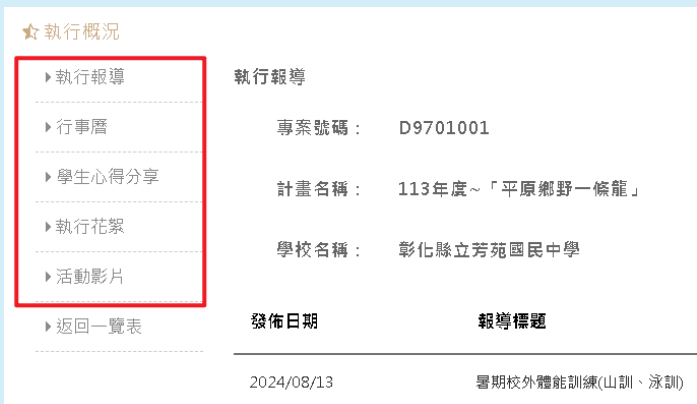 執行概況
執行報導
行事曆
學生心得分享
執行花絮
活動影片
返回一覽表
執行報導
專案號碼： D9701001
計畫名稱： 113年度~「平原鄉野一條龍」
學校名稱： 彰化縣立芳苑國民中學
發佈日期 報導標題
2024/08/13 暑期校外體能訓練(山訓、泳訓)